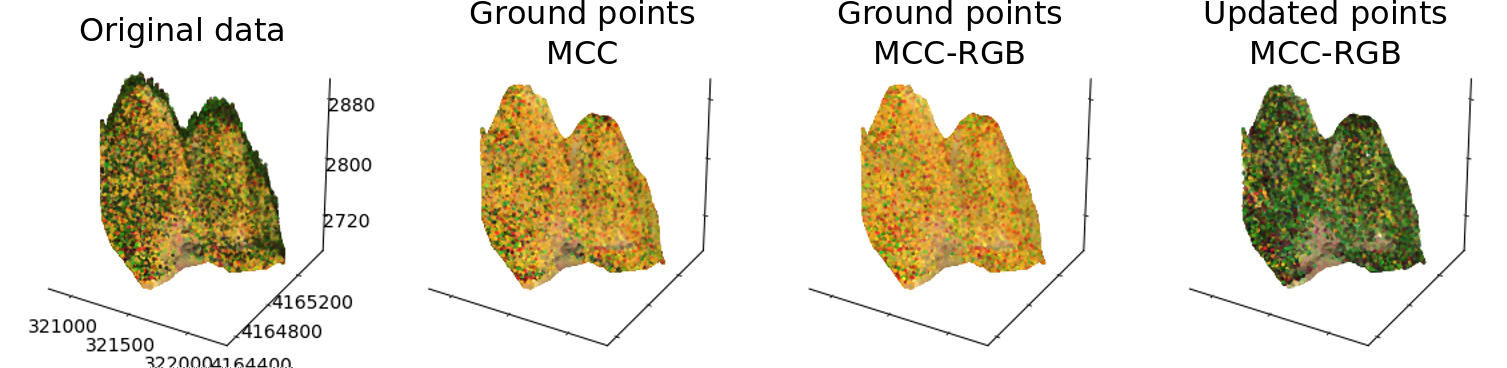 Original data
Ground points
MCC
Ground points
MCC-RGB
Updated points
MCC-RGB
2880
2800
2720
4165200
4164800
4164400
321000
321500
322000